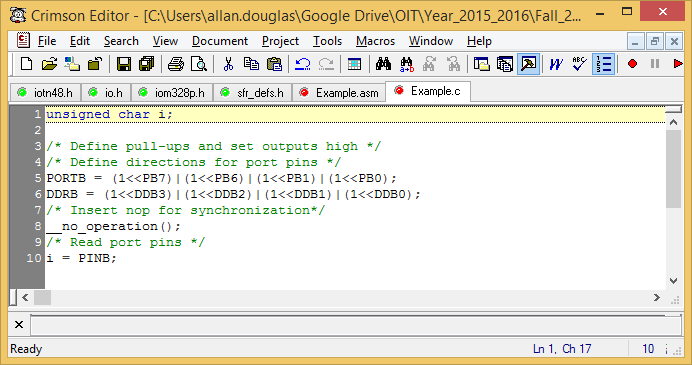 Crimson Editor - [C:\Users\allan.douglas\Google Drive\OIT\Year_2015_2016\Fall_2...
File Edit Search View Document Project Tools Macros Window Help
iotn48.h io.h iom328p.h sfr_defs.h Example.asm Example.c
1 unsigned char i;
2
3 /* Define pull-ups and set outputs high */
4 /* Define directions for port pins */
5 PORTB = (1<<PB7)|(1<<PB6)|(1<<PB1)|(1<<PB0);
6 DDRB = (1<<DDB3)|(1<<DDB2)|(1<<DDB1)|(1<<DDB0);
7 /* Insert nop for synchronization*/
8 __no_operation();
9 /* Read port pins */
10 i = PINB;
Ready Ln 1, Ch 17 10